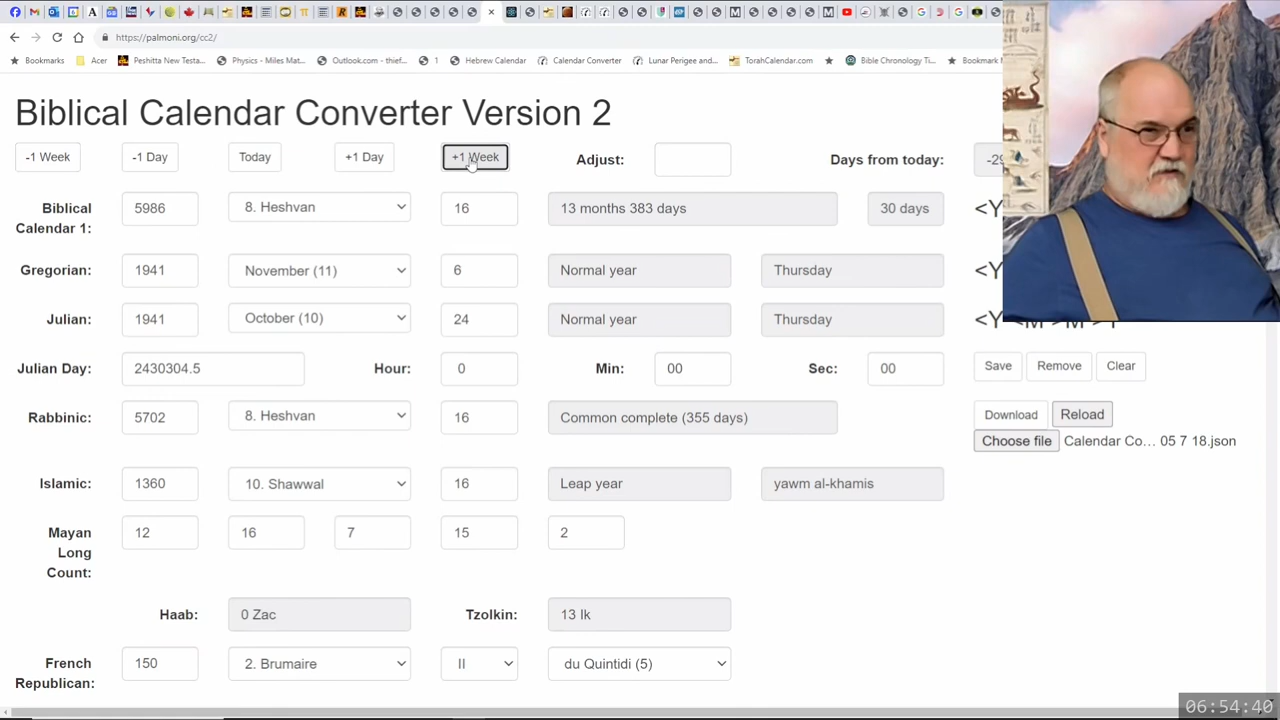 https://palmoni.org/cc2/
Bookmarks Acer Peshitta New Testa... Physics - Miles Mat... Outlook.com - thief... 1 Hebrew Calendar Calendar Converter Lunar Perigee and... TorahCalendar.com Bible Chronology Ti... Bookmark
Biblical Calendar Converter Version 2
-1 Week -1 Day Today +1 Day +1 Week Adjust: Days from today: -29
Biblical Calendar 1: 5986 8. Heshvan 16 13 months 383 days 30 days <Y
Gregorian: 1941 November (11) 6 Normal year Thursday <Y
Julian: 1941 October (10) 24 Normal year Thursday <Y <M >M >Y
Julian Day: 2430304.5 Hour: 0 Min: 00 Sec: 00 Save Remove Clear
Rabbinic: 5702 8. Heshvan 16 Common complete (355 days) Download Reload
Choose file Calendar Co... 05 7 18.json
Islamic: 1360 10. Shawwal 16 Leap year yawm al-khamis
Mayan Long Count: 12 16 7 15 2
Haab: 0 Zac Tzolkin: 13 Ik
French Republican: 150 2. Brumaire II du Quintidi (5)
06:54:40